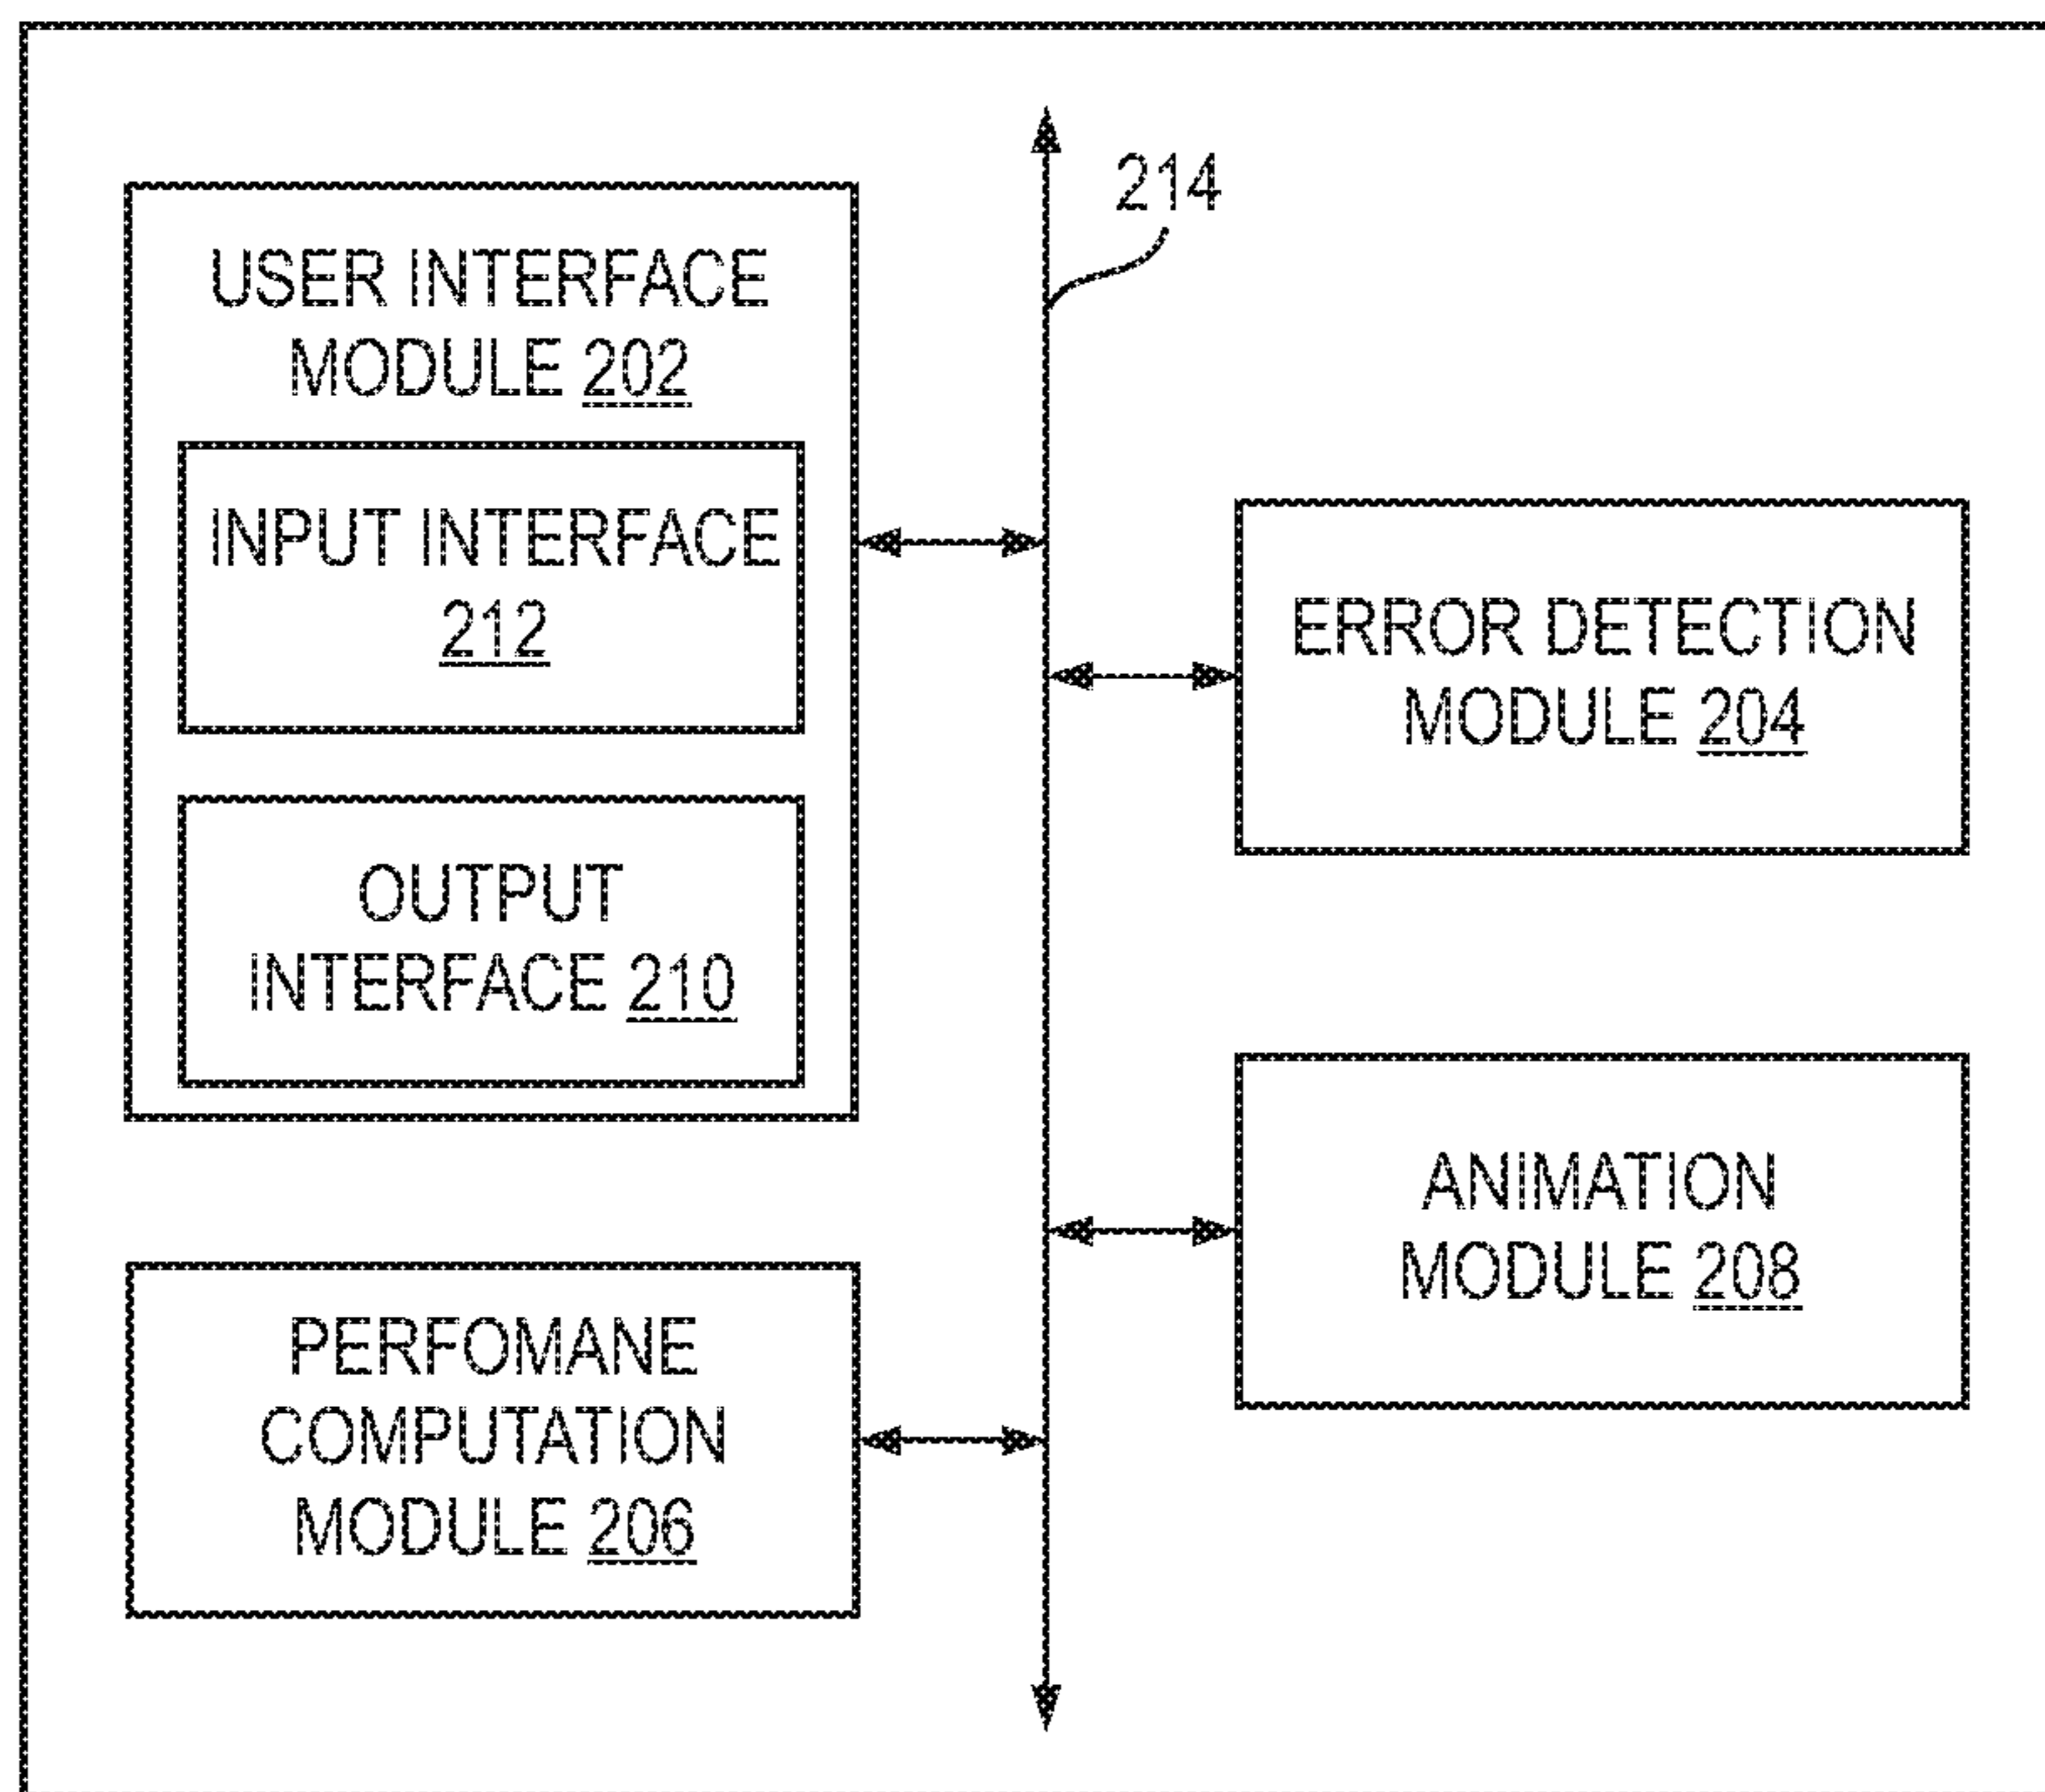 214
USER INTERFACE
MODULE 202
INPUT INTERFACE
212
OUTPUT
INTERFACE 210
ERROR DETECTION
MODULE 204
ANIMATION
MODULE 208
PERFOMANE
COMPUTATION
MODULE 206